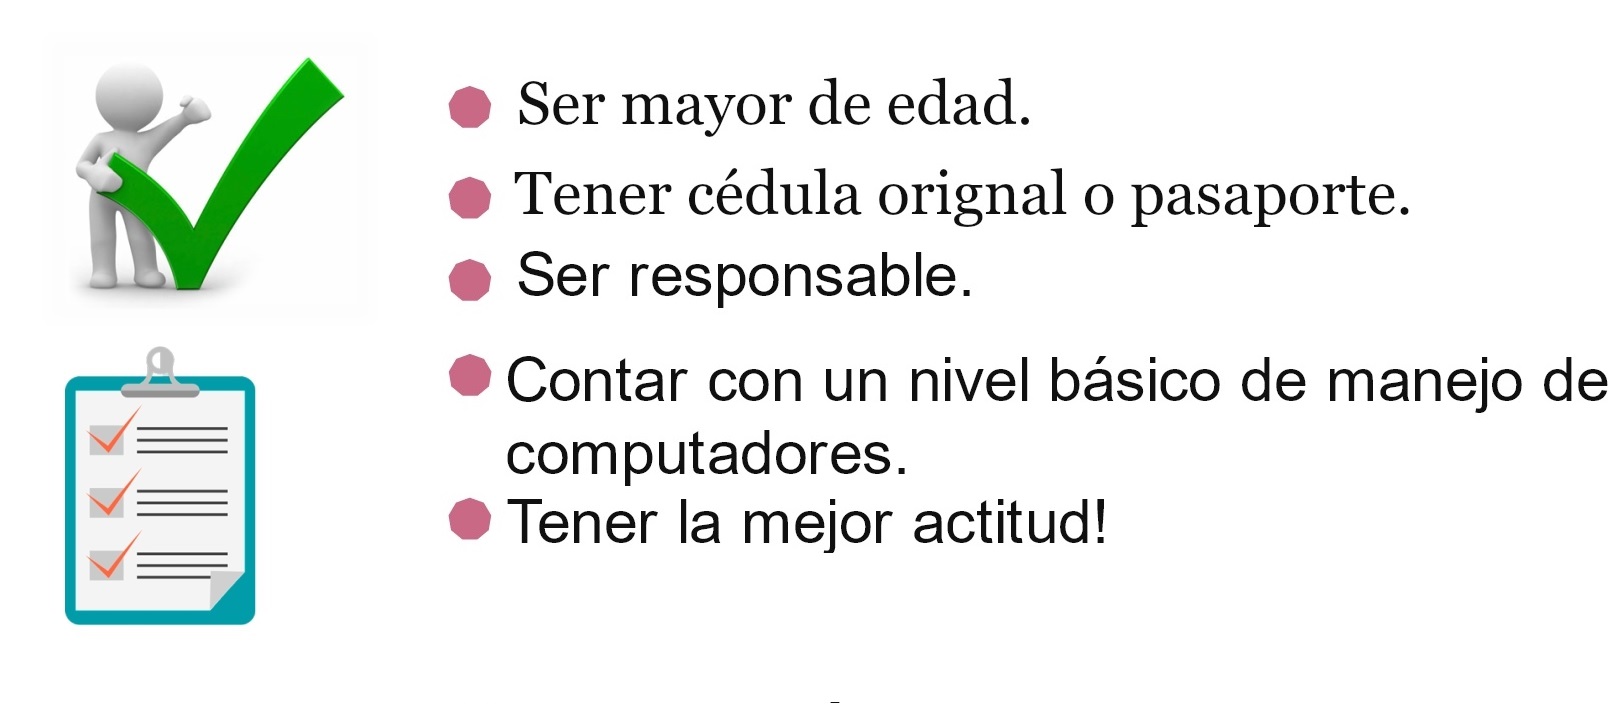 Ser mayor de edad.
Tener cédula orignal o pasaporte.
Ser responsable.
Contar con un nivel básico de manejo de
computadores.
Tener la mejor actitud!